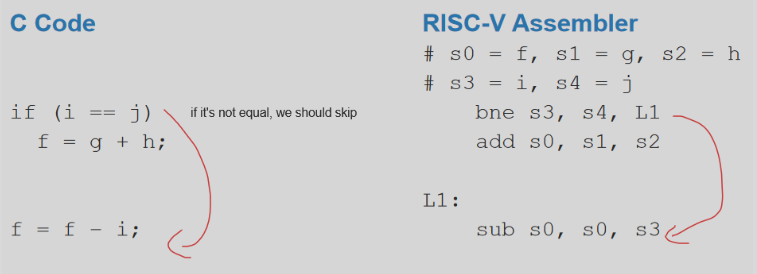 C Code
if (i == j)
if it's not equal, we should skip
f = g + h;
f = f - i;
RISC-V Assembler
# s0 = f, s1 = g, s2 = h
# s3 = i, s4 = j
bne s3, s4, L1
add s0, s1, s2
L1:
sub s0, s0, s3